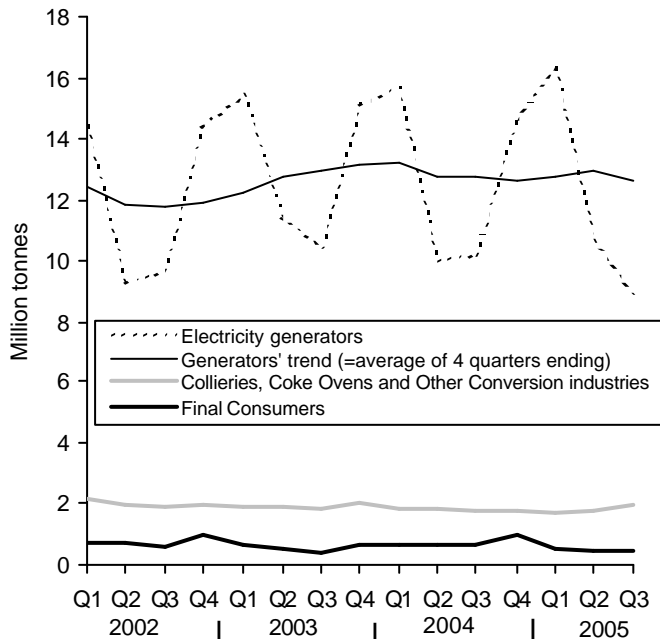 18
16
14
12
10
8
6
4
2
0
Million tonnes
Electricity generators
Generators' trend (=average of 4 quarters ending)
Collieries, Coke Ovens and Other Conversion industries
Final Consumers
Q1 Q2 Q3 Q4 Q1 Q2 Q3 Q4 Q1 Q2 Q3 Q4 Q1 Q2 Q3
2002 2003 2004 2005